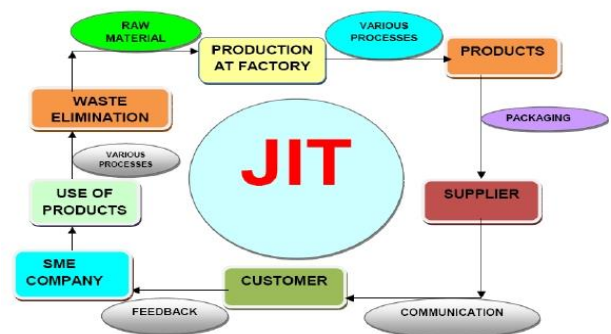 RAW
MATERIAL
PRODUCTION
AT FACTORY
VARIOUS
PROCESSES
PRODUCTS
WASTE
ELIMINATION
PACKAGING
JIT
VARIOUS
PROCESSES
USE OF
PRODUCTS
SUPPLIER
SME
COMPANY
CUSTOMER
FEEDBACK
COMMUNICATION